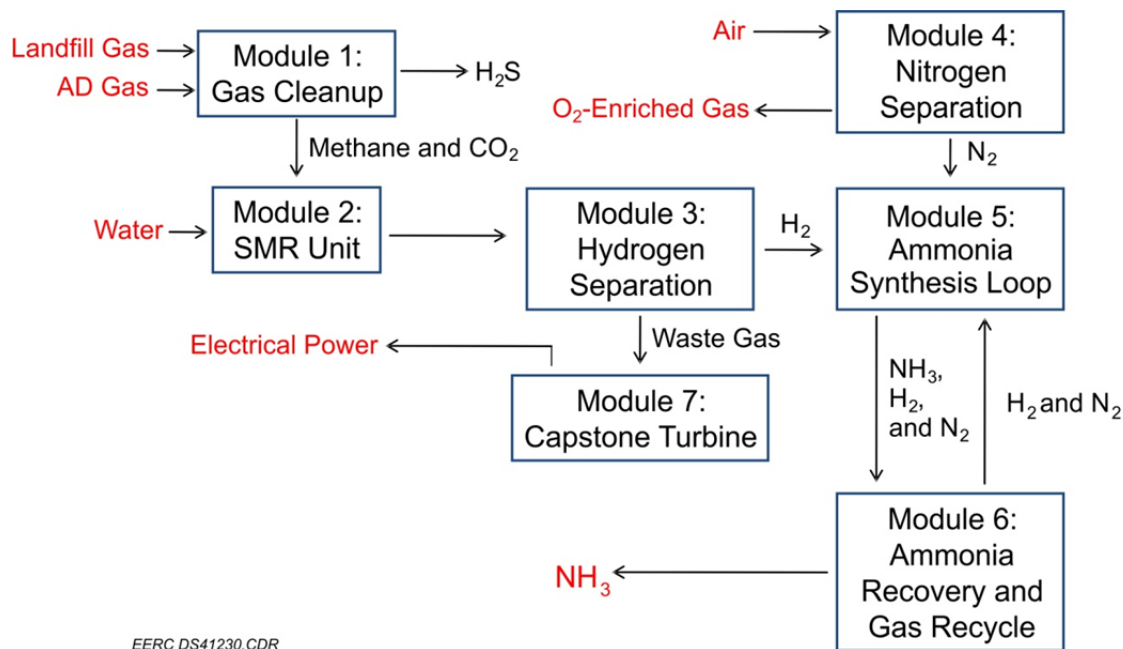 Landfill Gas
AD Gas
Module 1:
Gas Cleanup
H₂S
Methane and CO₂
Air
Module 4:
Nitrogen
Separation
O₂-Enriched Gas
N₂
Water
Module 2:
SMR Unit
Module 3:
Hydrogen
Separation
H₂
Module 5:
Ammonia
Synthesis Loop
Waste Gas
Electrical Power
Module 7:
Capstone Turbine
NH₃,
H₂,
and N₂
H₂ and N₂
Module 6:
Ammonia
Recovery and
Gas Recycle
NH₃
EERC DS41230.CDR